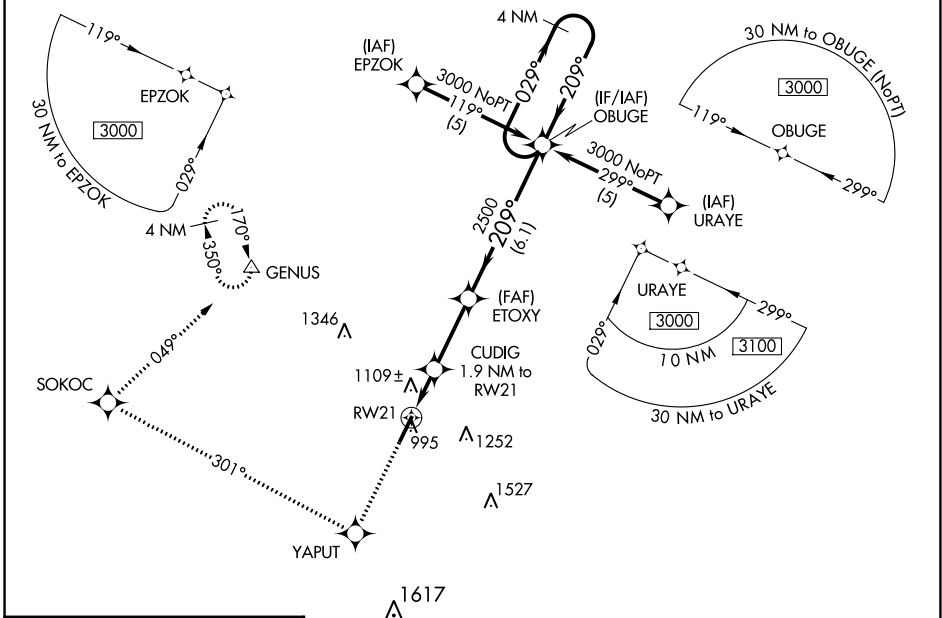 119°
EPZOK
30 NM to EPZOK
3000
029°
4 NM
170°
350°
GENUS
049°
SOKOC
301°
YAPUT
(IAF)
EPZOK
3000 NoPT
119°
(5)
4 NM
029°
209°
(IF/IAF)
OBUGE
3000 NoPT
299°
(5)
(IAF)
URAYE
2500
209°
(6.1)
(FAF)
ETOXY
CUDIG
1.9 NM to
RW21
RW21
1346
1109±
995
1252
1527
1617
30 NM to OBUGE (NoPT)
3000
119°
OBUGE
299°
URAYE
3000
299°
029°
10 NM
3100
30 NM to URAYE